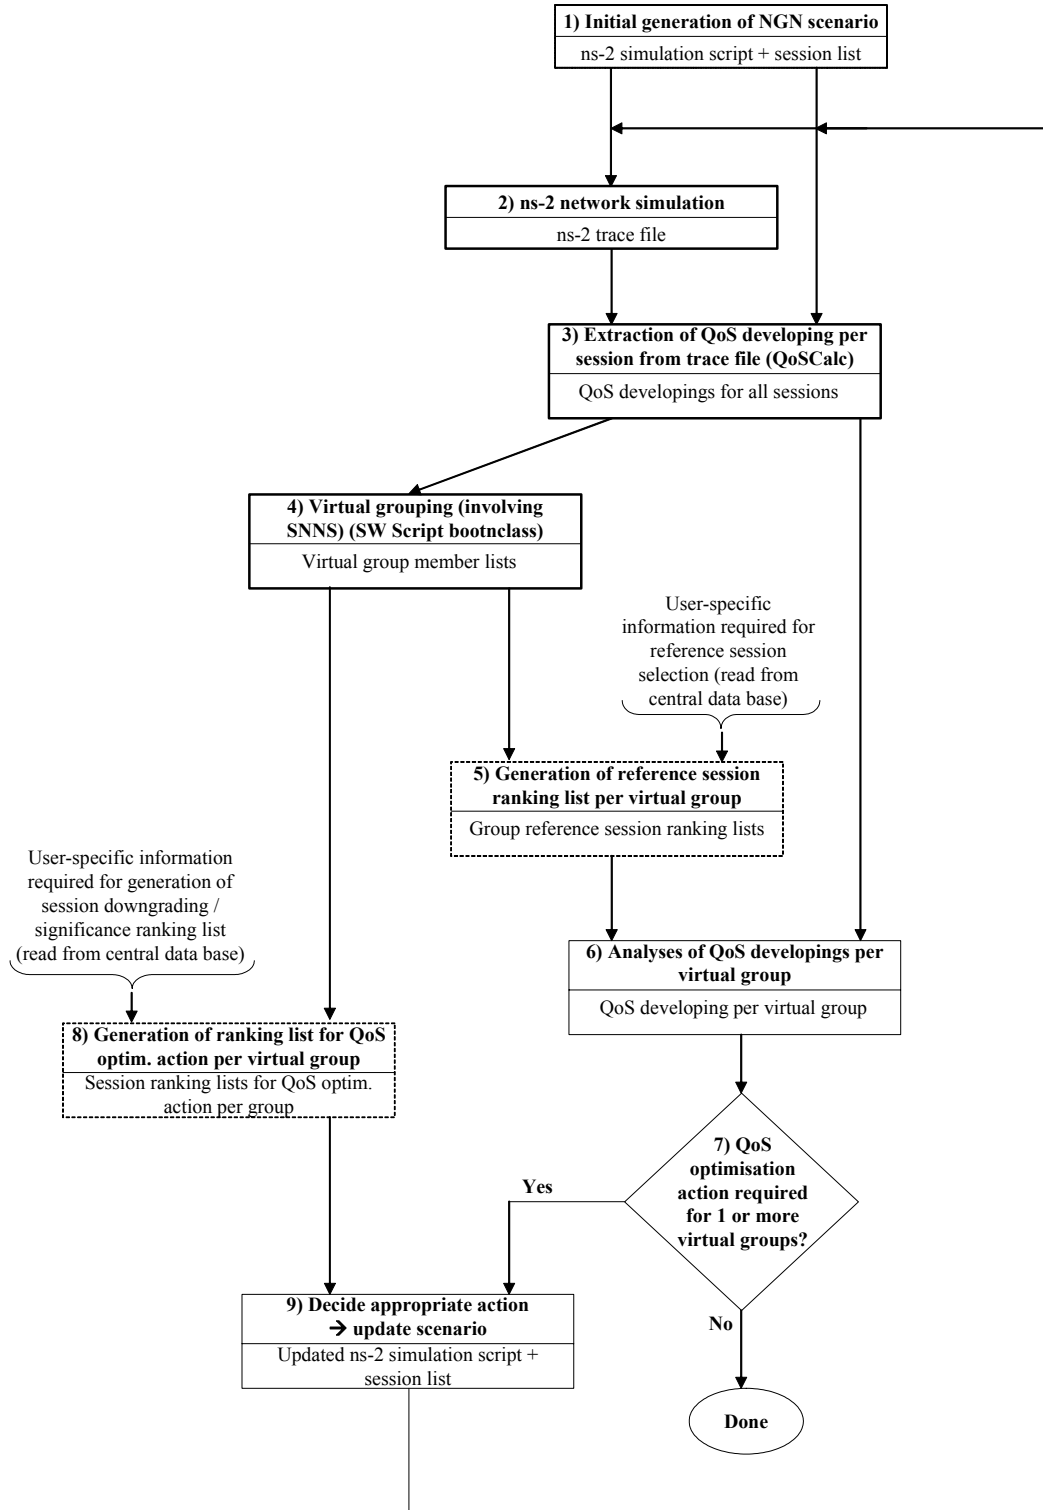 1) Initial generation of NGN scenario
ns-2 simulation script + session list
2) ns-2 network simulation
ns-2 trace file
3) Extraction of QoS developing per
session from trace file (QoSCalc)
QoS developings for all sessions
4) Virtual grouping (involving
SNNS) (SW Script bootnclass)
Virtual group member lists
User-specific
information required for
reference session
selection (read from
central data base)
5) Generation of reference session
ranking list per virtual group
Group reference session ranking lists
User-specific information
required for generation of
session downgrading /
significance ranking list
(read from central data base)
6) Analyses of QoS developings per
virtual group
QoS developing per virtual group
8) Generation of ranking list for QoS
optim. action per virtual group
Session ranking lists for QoS optim.
action per group
7) QoS
optimisation
action required
for 1 or more
virtual groups?
Yes
No
9) Decide appropriate action
→ update scenario
Updated ns-2 simulation script +
session list
Done